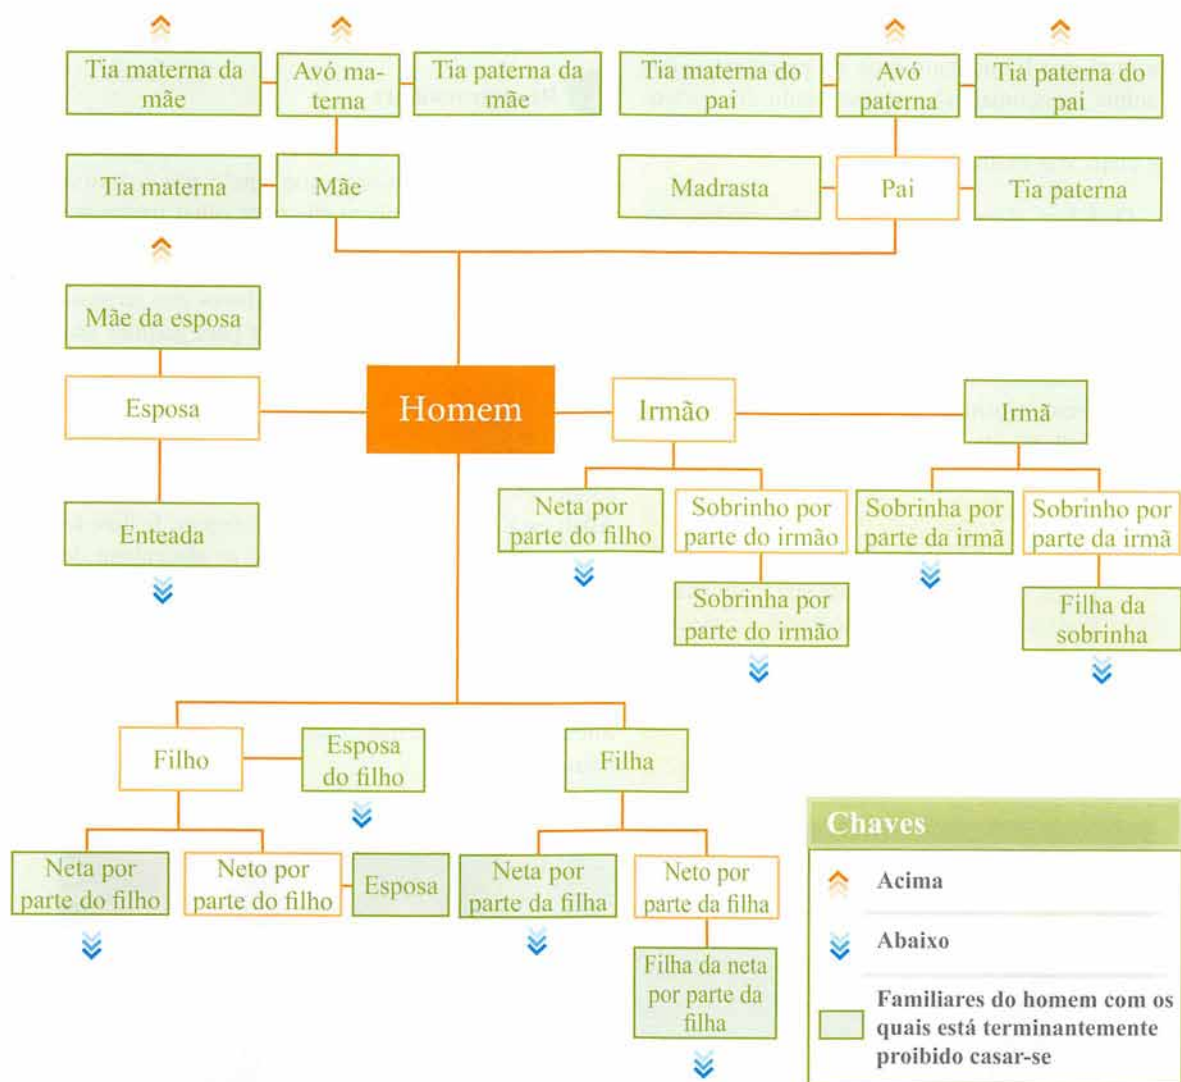 Tia materna da
mãe
Avó ma-
terna
Tia paterna da
mãe
Tia materna do
pai
Avó
paterna
Tia paterna do
pai
Tia materna
Mãe
Madrasta
Pai
Tia paterna
Mãe da esposa
Esposa
Enteada
Homem
Irmão
Irmã
Neta por
parte do filho
Sobrinho por
parte do irmão
Sobrinha por
parte da irmã
Sobrinho por
parte da irmã
Sobrinha por
parte do irmão
Filha da
sobrinha
Filho
Esposa
do filho
Filha
Neta por
parte do filho
Neto por
parte do filho
Esposa
Neta por
parte da filha
Neto por
parte da filha
Filha da neta
por parte da
filha
Chaves
Acima
Abaixo
Familiares do homem com os
quais está terminantemente
proibido casar-se